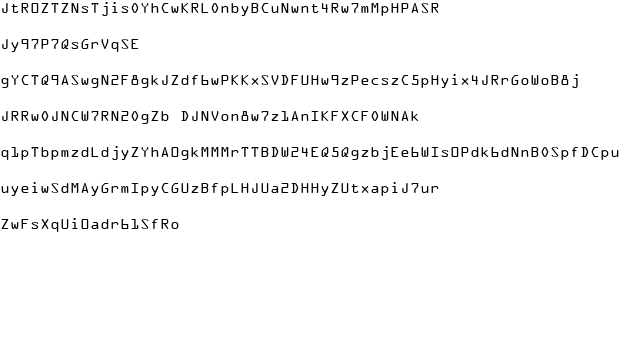 JtROZTZNsTjis0YhCwKRL0nbyBCuNwnt4Rw7mMpHPASR
Jy97P7QsGrVqSE
gYCTQ9ASwgN2F8gkJZdf6wPKKxSVDFUHw9zPecszC5pHyix4JRrGoWoB8j
JRRw0JNCW7RN20gZb DJNVon8w7z1AnIKFXCF0WNAk
q1pTbpmzdLdjyZYhAOgkMMMrTTBDW24EQ5QgzbjEe6WIsOPdk6dNnB0SpfDCpu
uyeiwSdMAyGrmIpyCGUzBfpLHJUa2DHHyZUtxapiJ7ur
ZwFsXqUiOadr61SfRo